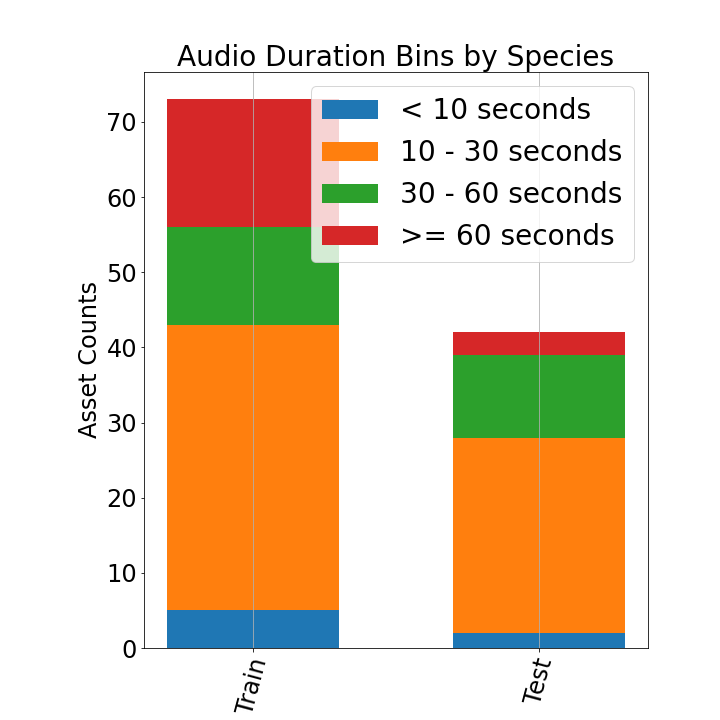 Audio Duration Bins by Species
< 10 seconds
10 - 30 seconds
30 - 60 seconds
>= 60 seconds
70
60
50
40
30
20
10
0
Asset Counts
Train
Test